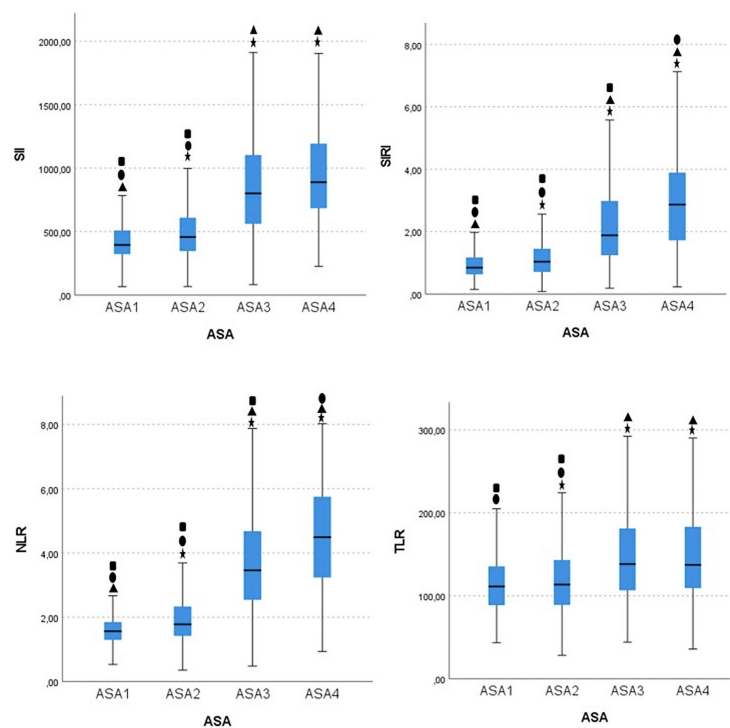 SII
2000,00
1500,00
1000,00
500,00
,00
ASA1 ASA2 ASA3 ASA4
ASA
SIRI
8,00
6,00
4,00
2,00
,00
ASA1 ASA2 ASA3 ASA4
ASA
NLR
8,00
6,00
4,00
2,00
,00
ASA1 ASA2 ASA3 ASA4
ASA
TLR
300,00
200,00
100,00
,00
ASA1 ASA2 ASA3 ASA4
ASA